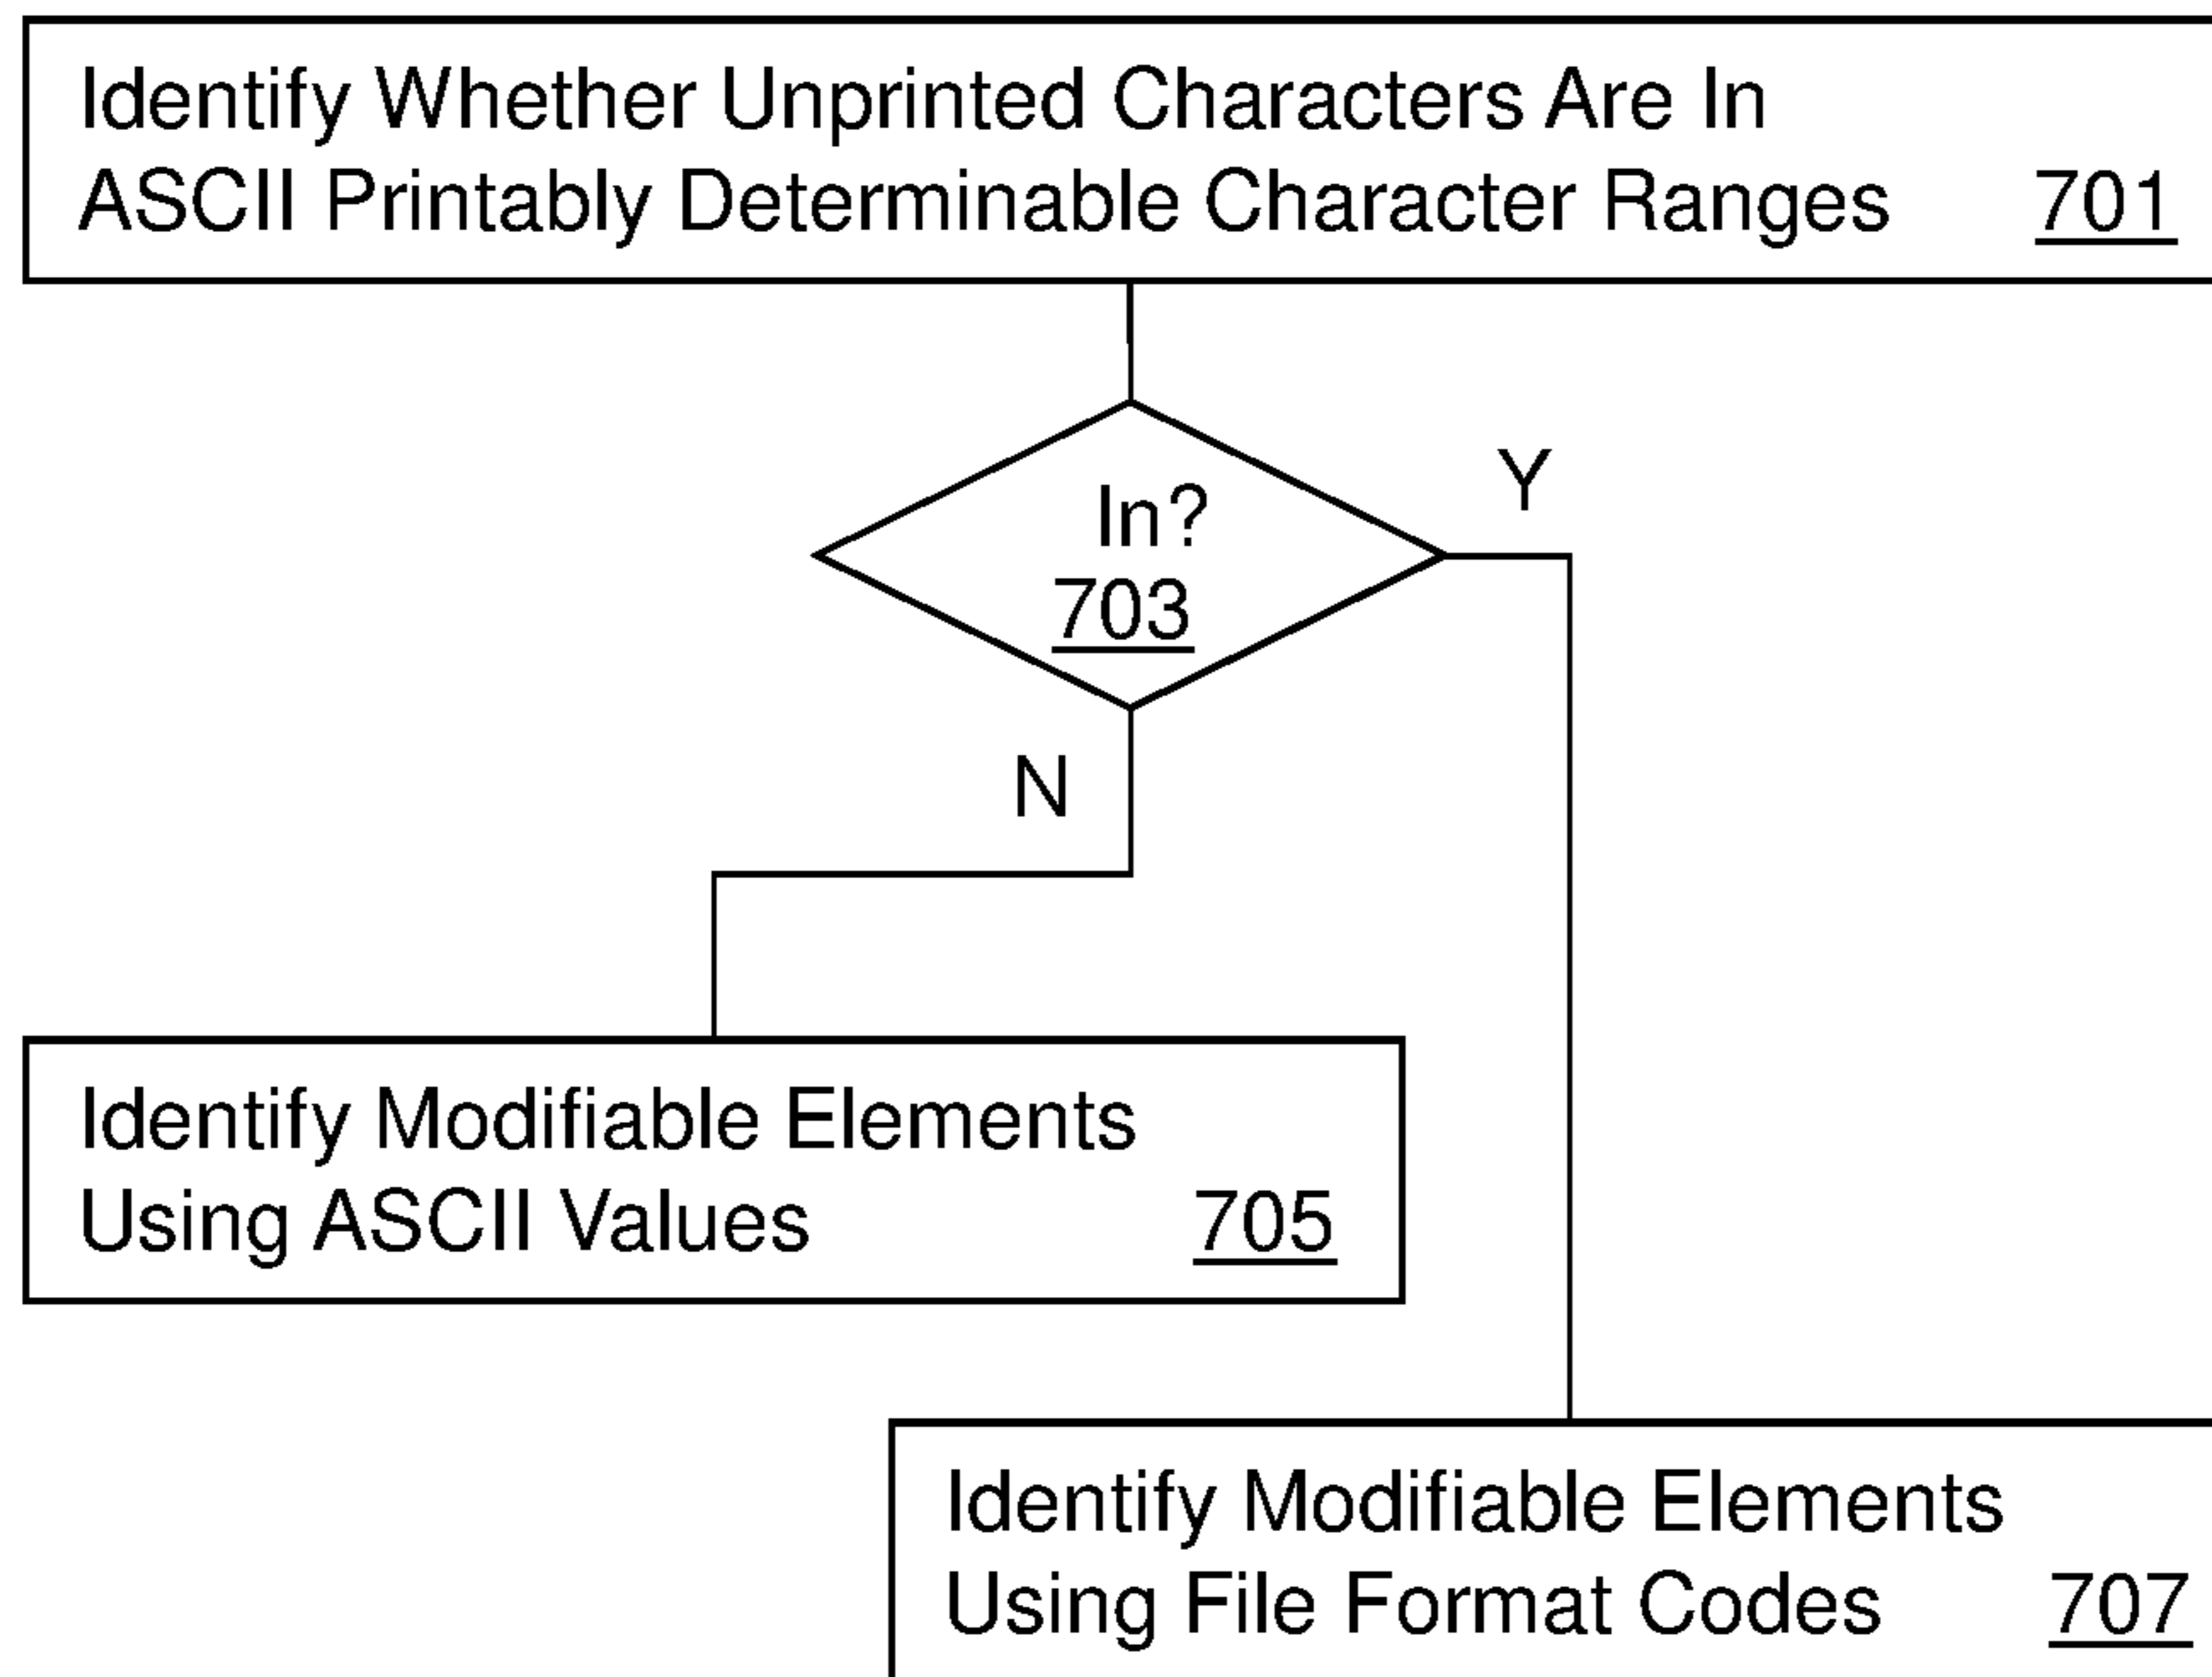 Identify Whether Unprinted Characters Are In
ASCII Printably Determinable Character Ranges 701
In?
703
Y
N
Identify Modifiable Elements
Using ASCII Values 705
Identify Modifiable Elements
Using File Format Codes 707